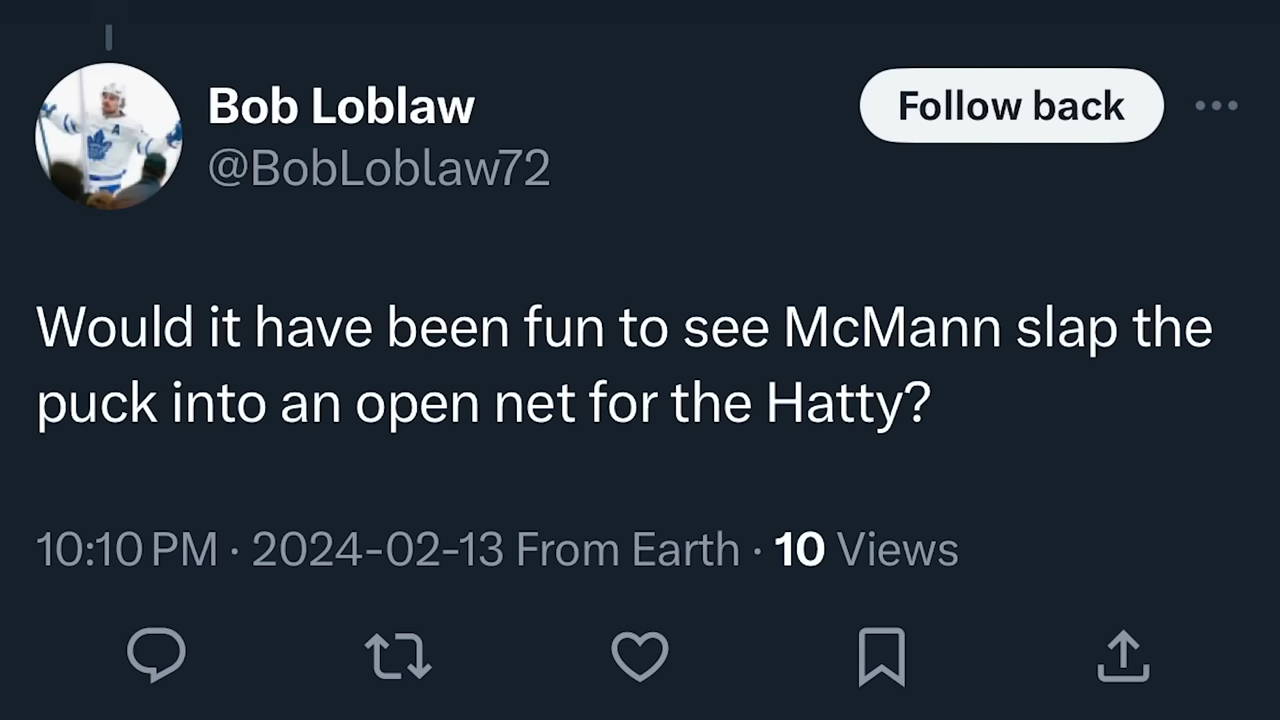 Bob Loblaw
Follow back
@BobLoblaw72
Would it have been fun to see McMann slap the
puck into an open net for the Hatty?
10:10 PM · 2024-02-13 From Earth · 10 Views